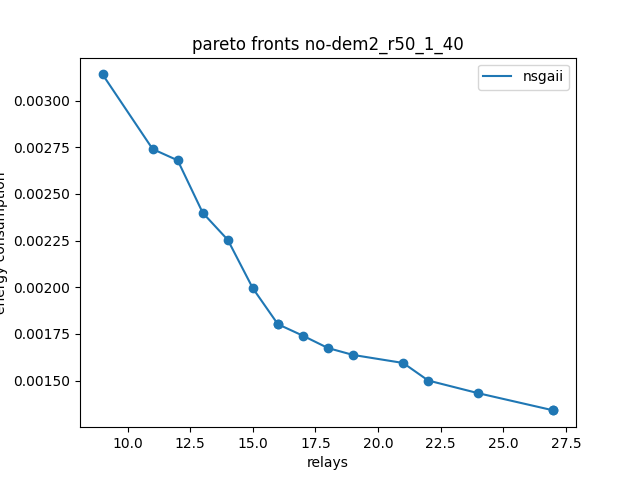 pareto fronts no-dem2_r50_1_40
nsgaii
0.00300
0.00275
0.00250
0.00225
0.00200
0.00175
0.00150
energy consumption
10.0 12.5 15.0 17.5 20.0 22.5 25.0 27.5
relays